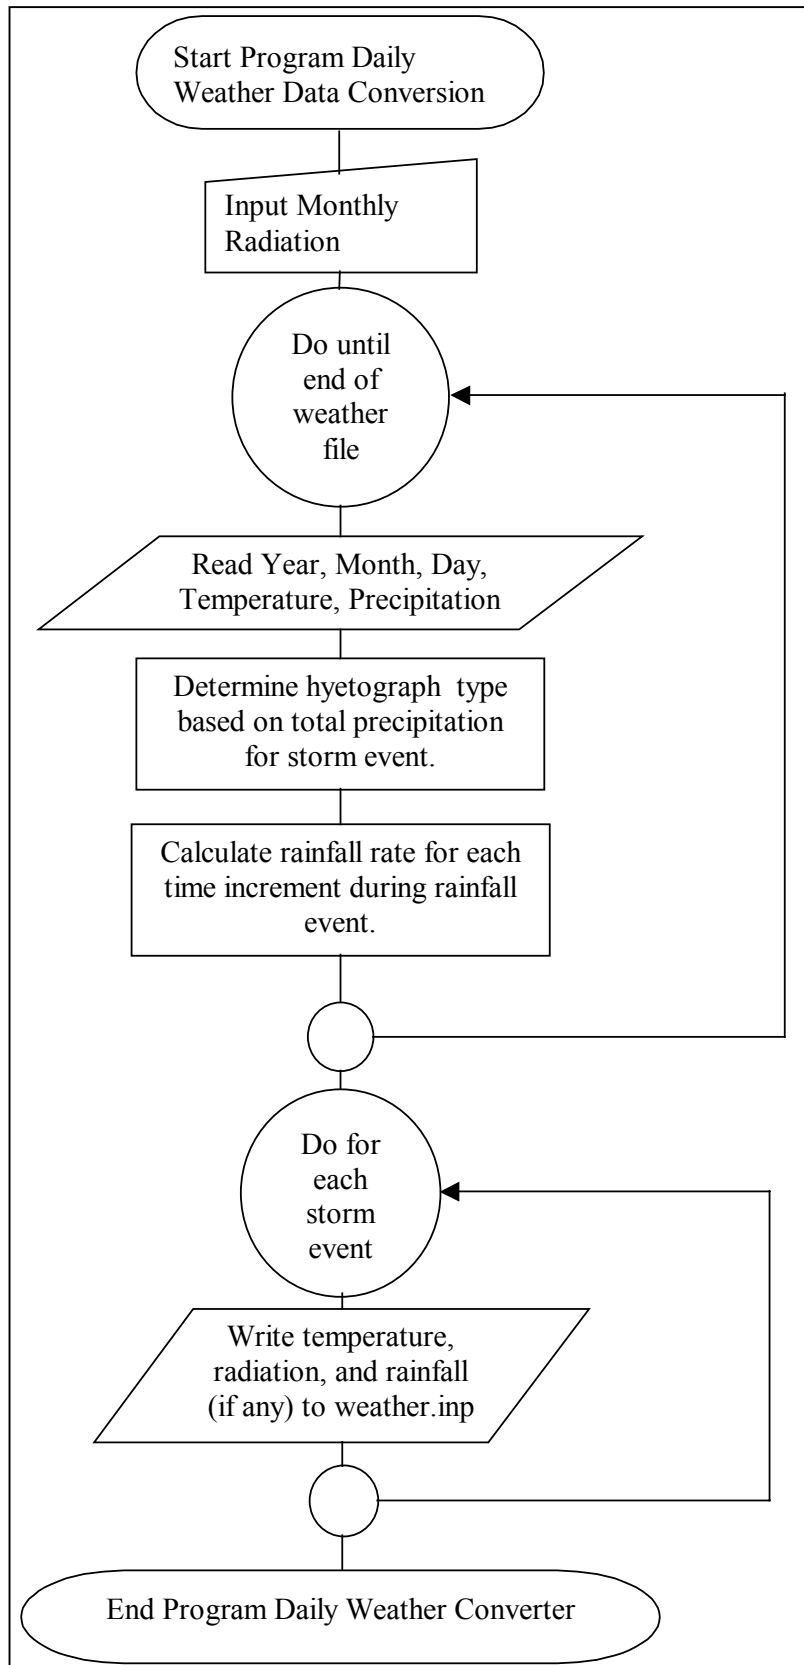 Start Program Daily
Weather Data Conversion
Input Monthly
Radiation
Do until
end of
weather
file
Read Year, Month, Day,
Temperature, Precipitation
Determine hyetograph  type
based on total precipitation
for storm event.
Calculate rainfall rate for each
time increment during rainfall
event.
Do for
each
storm
event
Write temperature,
radiation, and rainfall
(if any) to weather.inp
End Program Daily Weather Converter